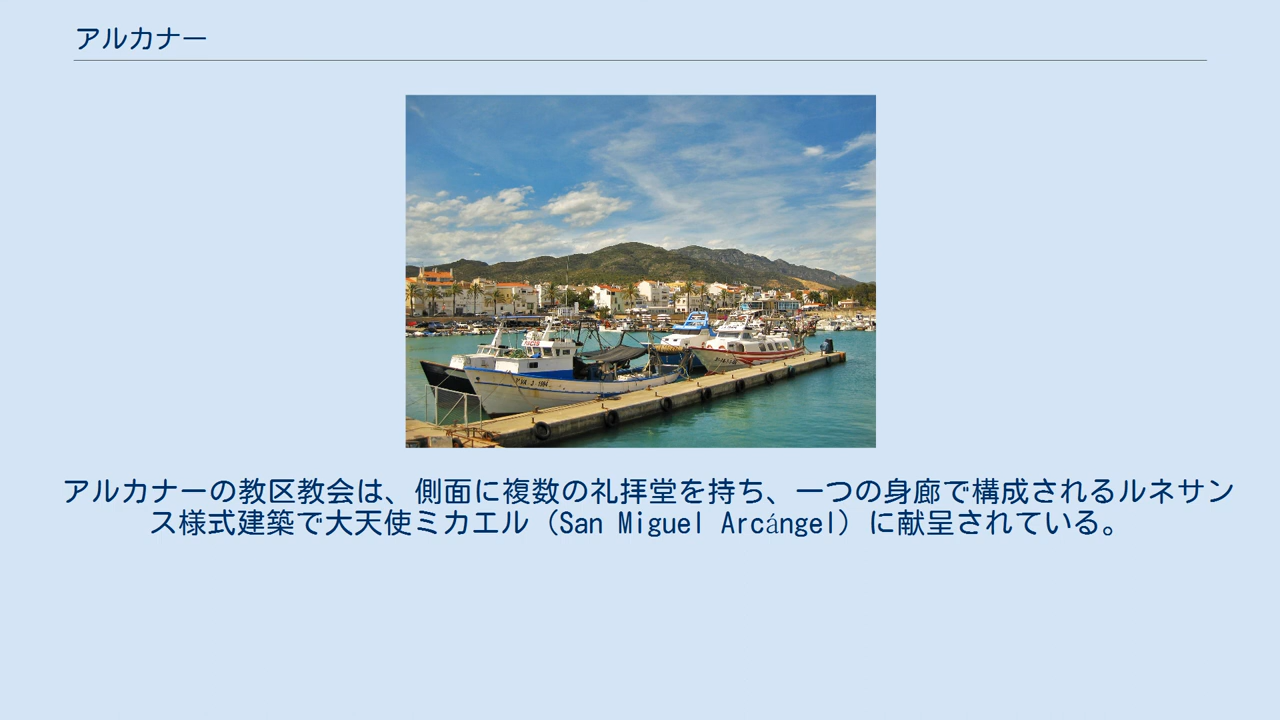 アルカナー
アルカナーの教区教会は、側面に複数の礼拝堂を持ち、一つの身廊で構成されるルネサン
ス様式建築で大天使ミカエル（San Miguel Arcángel）に献呈されている。